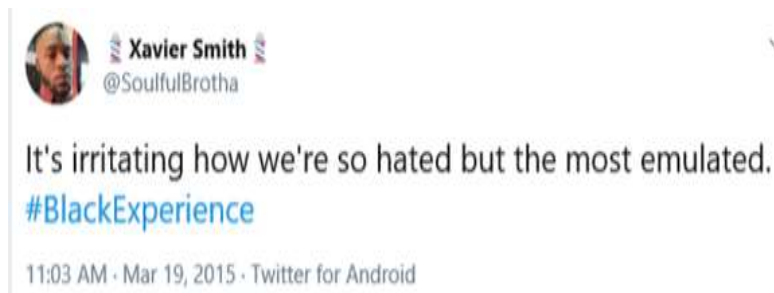 💈 Xavier Smith 💈
@SoulfulBrotha
It's irritating how we're so hated but the most emulated.
#BlackExperience
11:03 AM · Mar 19, 2015 · Twitter for Android